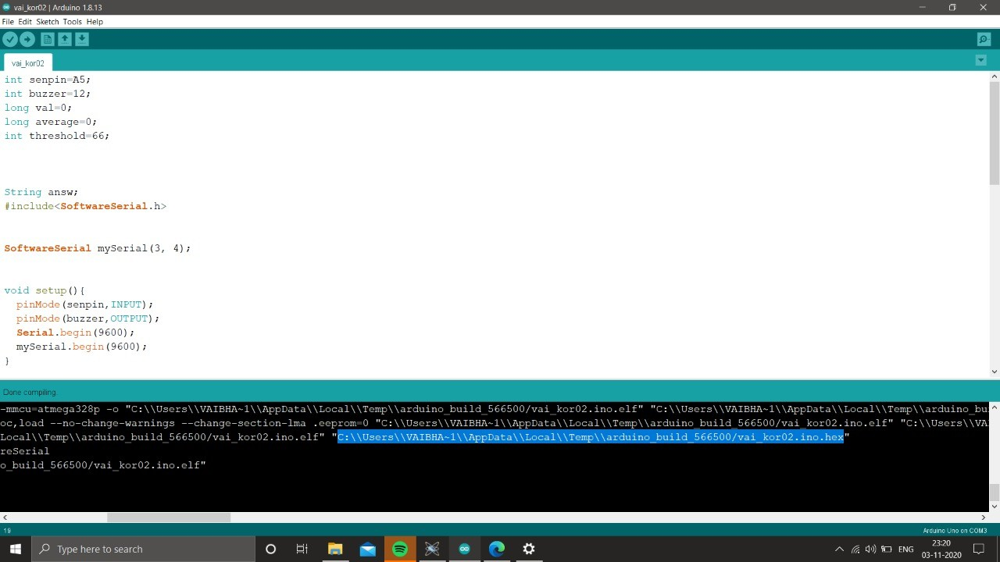 vai_kor02 | Arduino 1.8.13
File Edit Sketch Tools Help
vai_kor02
int senpin=A5;
int buzzer=12;
long val=0;
long average=0;
int threshold=66;
String answ;
#include<SoftwareSerial.h>
SoftwareSerial mySerial(3, 4);
void setup(){
pinMode(senpin,INPUT);
pinMode(buzzer,OUTPUT);
Serial.begin(9600);
mySerial.begin(9600);
}
Done compiling.
-mmcu=atmega328p -o "C:\\Users\\VAIBHA~1\\AppData\\Local\\Temp\\arduino_build_566500/vai_kor02.ino.elf" "C:\\Users\\VAIBHA~1\\AppData\\Local\\Temp\\arduino_bu
oc,load --no-change-warnings --change-section-lma .eeprom=0 "C:\\Users\\VAIBHA~1\\AppData\\Local\\Temp\\arduino_build_566500/vai_kor02.ino.elf" "C:\\Users\\VA
Local\\Temp\\arduino_build_566500/vai_kor02.ino.elf" "C:\\Users\\VAIBHA~1\\AppData\\Local\\Temp\\arduino_build_566500/vai_kor02.ino.hex"
reSerial
o_build_566500/vai_kor02.ino.elf"
19
Arduino Uno on COM3
Type here to search
ENG
23:20
03-11-2020